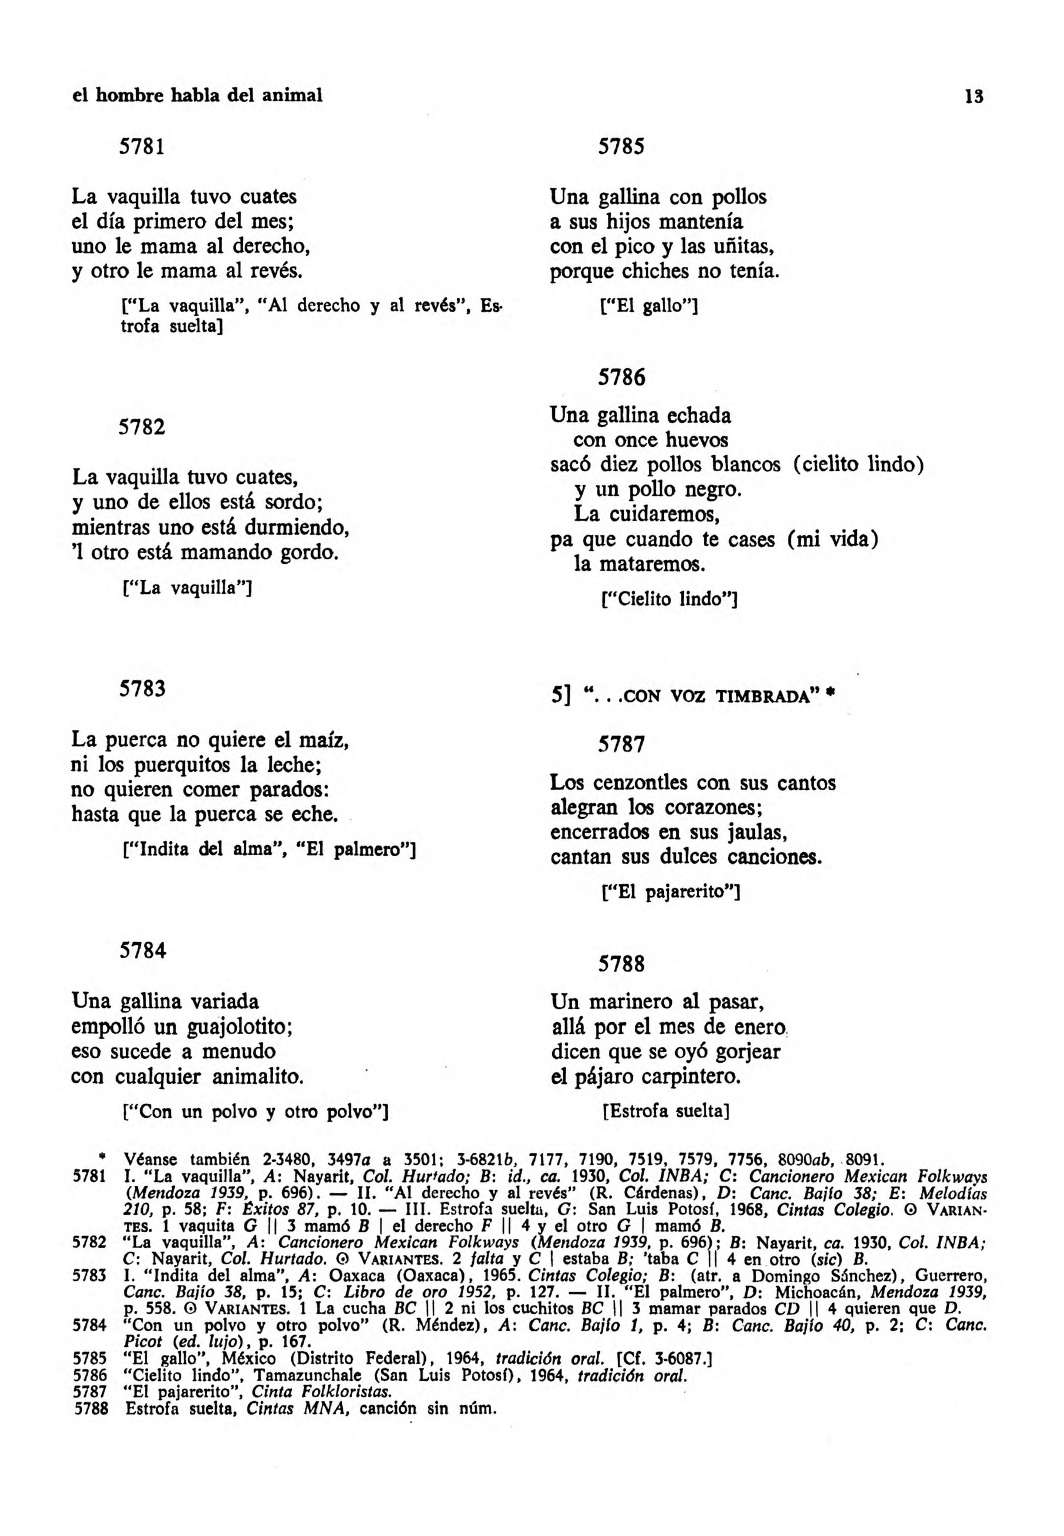 el hombre habla del animal 13
5781
La vaquilla tuvo cuates
el día primero del mes;
uno le mama al derecho,
y otro le mama al revés.
["La vaquilla", "Al derecho y al revés", Es-
trofa suelta]
5782
La vaquilla tuvo cuates,
y uno de ellos está sordo;
mientras uno está durmiendo,
'l otro está mamando gordo.
["La vaquilla"]
5783
La puerca no quiere el maíz,
ni los puerquitos la leche;
no quieren comer parados:
hasta que la puerca se eche.
["Indita del alma", "El palmero"]
5784
Una gallina variada
empolló un guajolotito;
eso sucede a menudo
con cualquier animalito.
["Con un polvo y otro polvo"]
5785
Una gallina con pollos
a sus hijos mantenía
con el pico y las uñitas,
porque chiches no tenía.
["El gallo"]
5786
Una gallina echada
con once huevos
sacó diez pollos blancos (cielito lindo)
y un pollo negro.
La cuidaremos,
pa que cuando te cases (mi vida)
la mataremos.
["Cielito lindo"]
5] ". . .CON VOZ TIMBRADA" *
5787
Los cenzontles con sus cantos
alegran los corazones;
encerrados en sus jaulas,
cantan sus dulces canciones.
["El pajarerito"]
5788
Un marinero al pasar,
allá por el mes de enero
dicen que se oyó gorjear
el pájaro carpintero.
[Estrofa suelta]
* Véanse también 2-3480, 3497a a 3501; 3-6821b, 7177, 7190, 7519, 7579, 7756, 8090ab, 8091.
5781 I. "La vaquilla", A: Nayarit, Col. Hurtado; B: id., ca. 1930, Col. INBA; C: Cancionero Mexican Folkways
(Mendoza 1939, p. 696). — II. "Al derecho y al revés" (R. Cárdenas), D: Canc. Bajío 38; E: Melodías
210, p. 58; F: Éxitos 87, p. 10. — III. Estrofa suelta, G: San Luis Potosí, 1968, Cintas Colegio. ⊙ VARIAN-
TES. 1 vaquita G || 3 mamó B | el derecho F || 4 y el otro G | mamó B.
5782 "La vaquilla", A: Cancionero Mexican Folkways (Mendoza 1939, p. 696); B: Nayarit, ca. 1930, Col. INBA;
C: Nayarit, Col. Hurtado. ⊙ VARIANTES. 2 falta y C | estaba B; 'taba C || 4 en otro (sic) B.
5783 I. "Indita del alma", A: Oaxaca (Oaxaca), 1965. Cintas Colegio; B: (atr. a Domingo Sánchez), Guerrero,
Canc. Bajío 38, p. 15; C: Libro de oro 1952, p. 127. — II. "El palmero", D: Michoacán, Mendoza 1939,
p. 558. ⊙ VARIANTES. 1 La cucha BC || 2 ni los cuchitos BC || 3 mamar parados CD || 4 quieren que D.
5784 "Con un polvo y otro polvo" (R. Méndez), A: Canc. Bajío 1, p. 4; B: Canc. Bajío 40, p. 2; C: Canc.
Picot (ed. lujo), p. 167.
5785 "El gallo", México (Distrito Federal), 1964, tradición oral. [Cf. 3-6087.]
5786 "Cielito lindo", Tamazunchale (San Luis Potosí), 1964, tradición oral.
5787 "El pajarerito", Cinta Folkloristas.
5788 Estrofa suelta, Cintas MNA, canción sin núm.